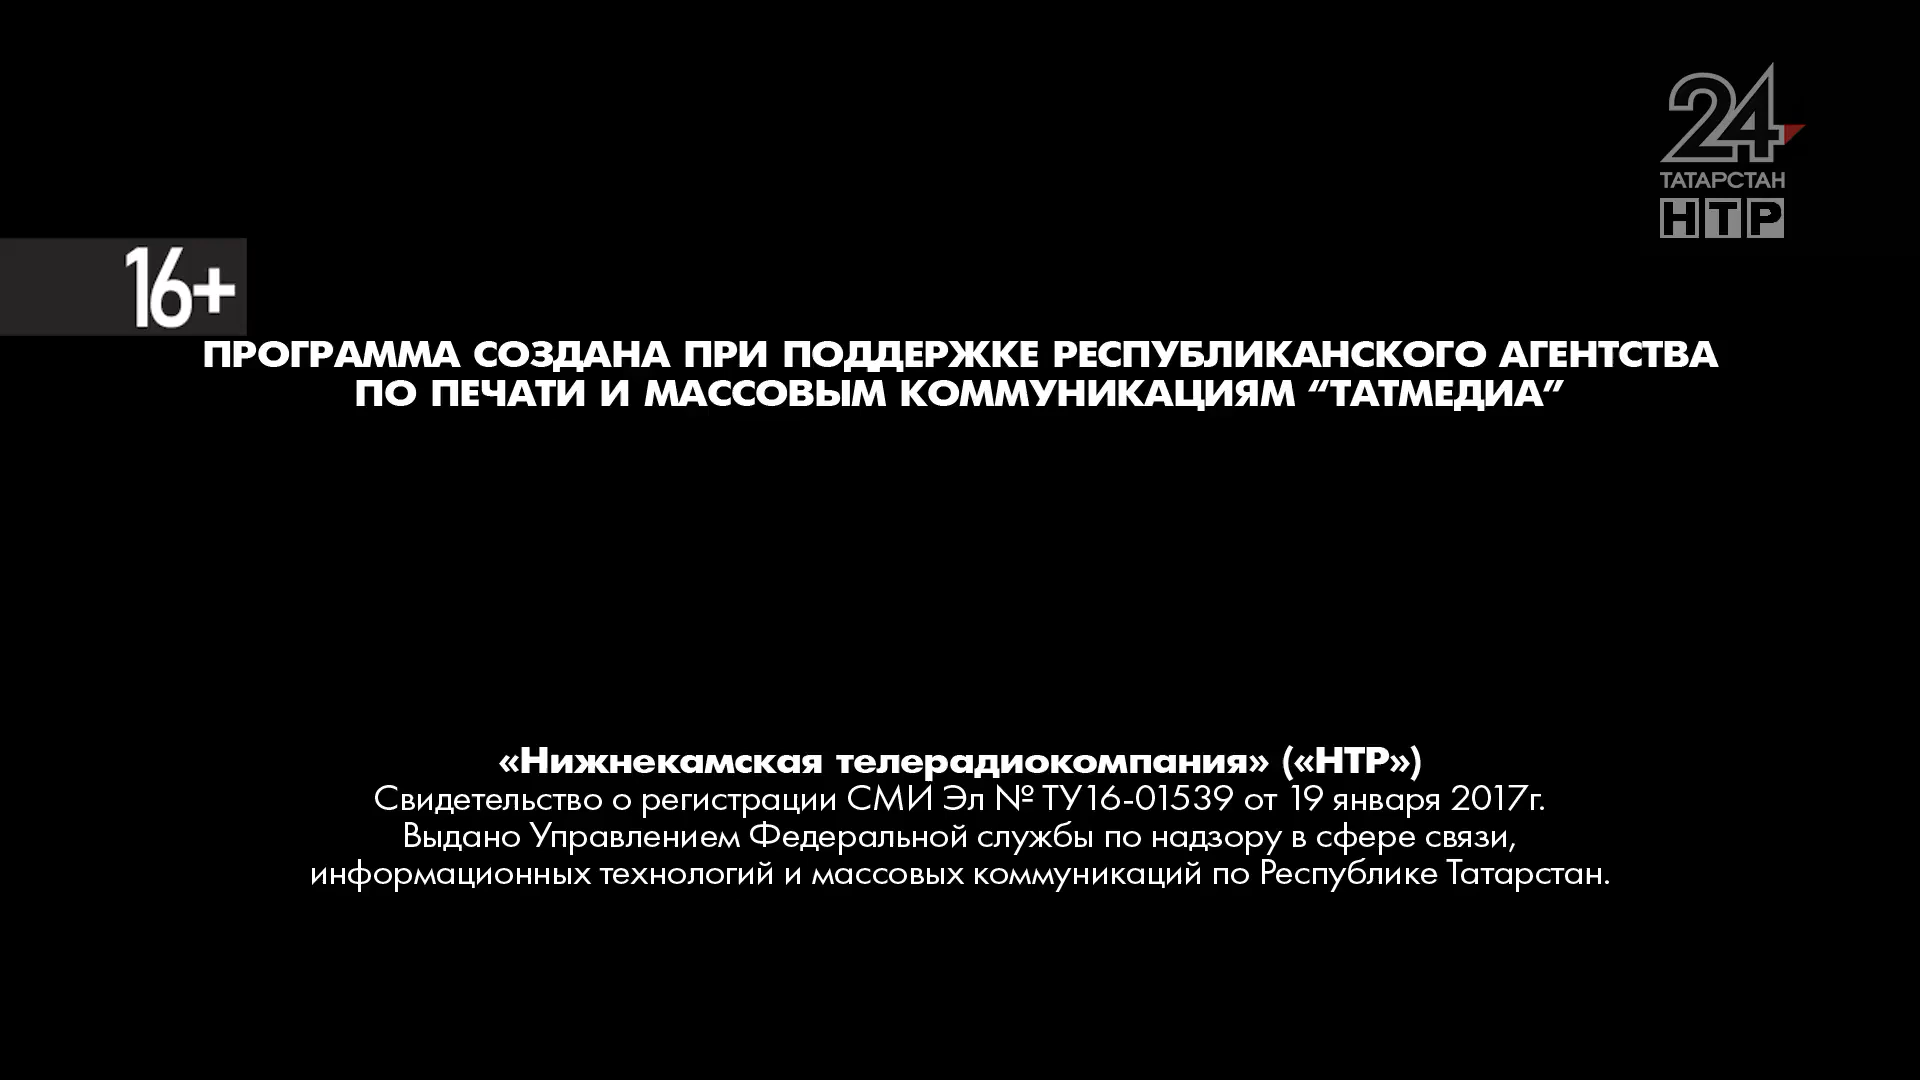 24
ТАТАРСТАН
НТР
16+
ПРОГРАММА СОЗДАНА ПРИ ПОДДЕРЖКЕ РЕСПУБЛИКАНСКОГО АГЕНТСТВА
ПО ПЕЧАТИ И МАССОВЫМ КОММУНИКАЦИЯМ “ТАТМЕДИА”
«Нижнекамская телерадиокомпания» («НТР»)
Свидетельство о регистрации СМИ Эл № ТУ16-01539 от 19 января 2017г.
Выдано Управлением Федеральной службы по надзору в сфере связи,
информационных технологий и массовых коммуникаций по Республике Татарстан.